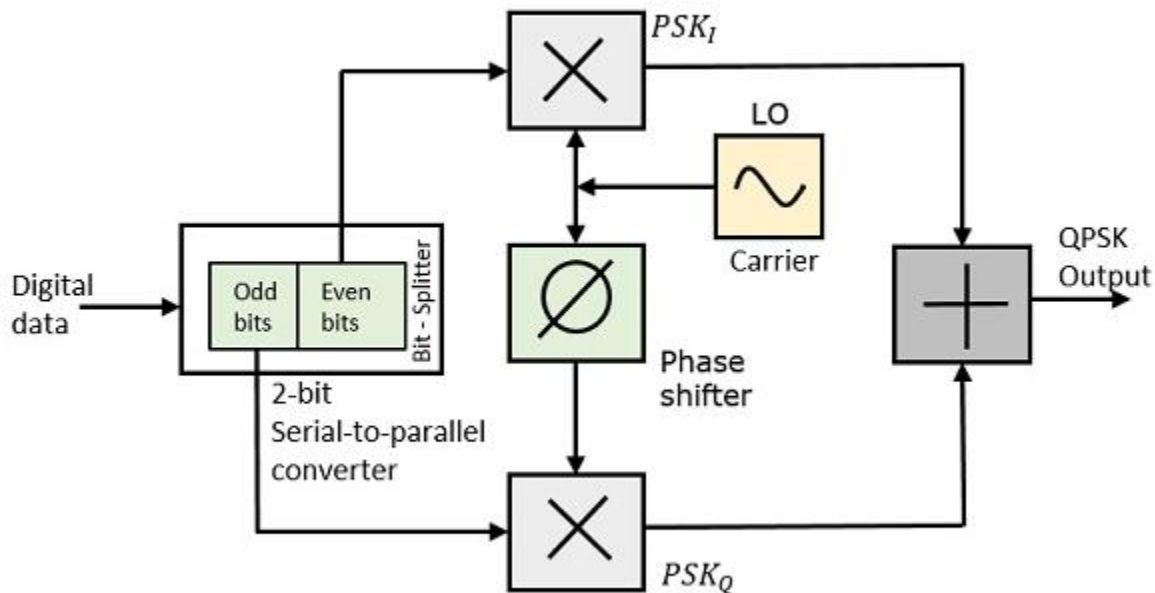 PSK_I
LO
Carrier
Digital
data
Odd
bits
Even
bits
Bit - Splitter
2-bit
Serial-to-parallel
converter
Phase
shifter
QPSK
Output
PSK_Q